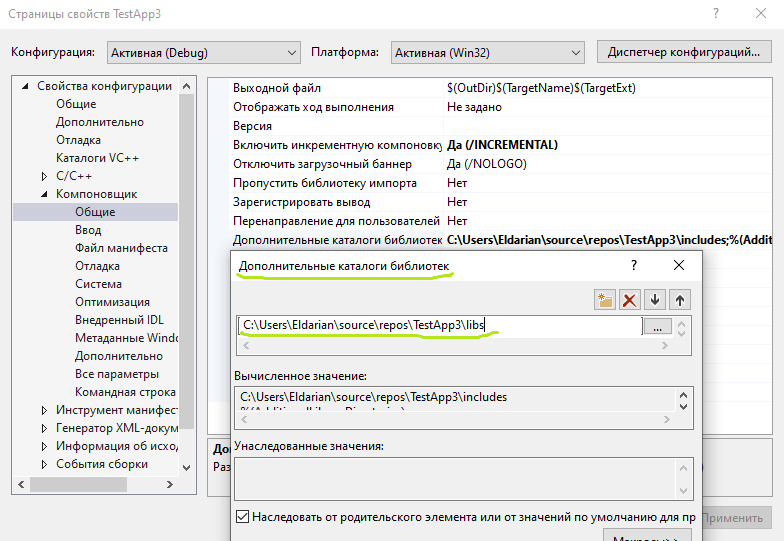 Страницы свойств TestApp3
Конфигурация: Активная (Debug) Платформа: Активная (Win32) Диспетчер конфигураций...
Свойства конфигурации
Общие
Дополнительно
Отладка
Каталоги VC++
C/C++
Компоновщик
Общие
Ввод
Файл манифеста
Отладка
Система
Оптимизация
Внедренный IDL
Метаданные Windo
Дополнительно
Все параметры
Командная строка
Инструмент манифест
Генератор XML-докум
Информация об исход
События сборки
Выходной файл $(OutDir)$(TargetName)$(TargetExt)
Отображать ход выполнения Не задано
Версия
Включить инкрементную компоновку Да (/INCREMENTAL)
Отключить загрузочный баннер Да (/NOLOGO)
Пропустить библиотеку импорта Нет
Зарегистрировать вывод Нет
Перенаправление для пользователей Нет
Дополнительные каталоги библиотек C:\Users\Eldarian\source\repos\TestApp3\includes;%(Addit
Дополнительные каталоги библиотек
C:\Users\Eldarian\source\repos\TestApp3\libs
...
Вычисленное значение:
C:\Users\Eldarian\source\repos\TestApp3\includes
Унаследованные значения:
Наследовать от родительского элемента или от значений по умолчанию для пр
Макросы>>
До
Раз
Применить